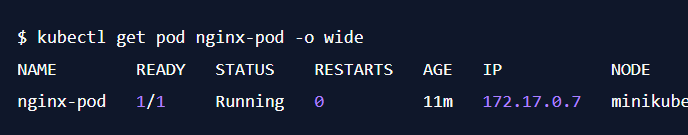 $ kubectl get pod nginx-pod -o wide
NAME READY STATUS RESTARTS AGE IP NODE
nginx-pod 1/1 Running 0 11m 172.17.0.7 minikube